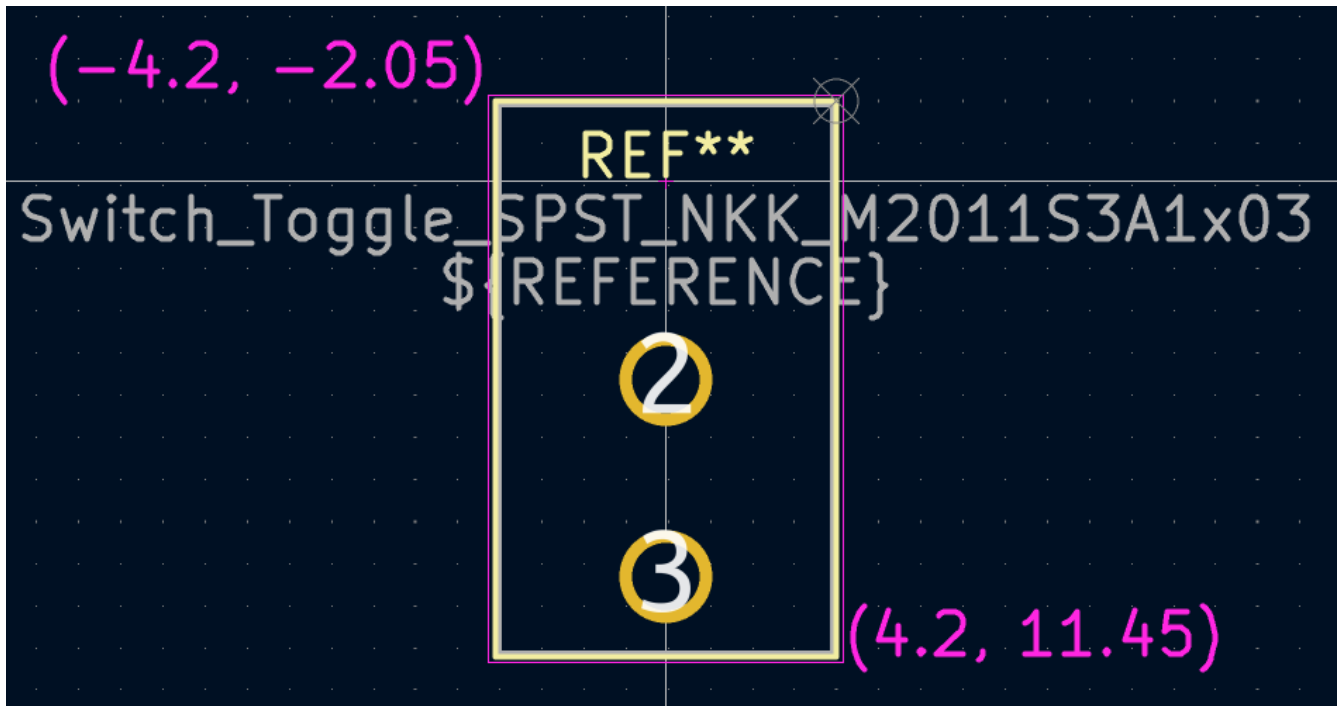 (-4.2, -2.05)
REF**
Switch_Toggle_SPST_NKK_M2011S3A1x03
${REFERENCE}
2
3
(4.2, 11.45)